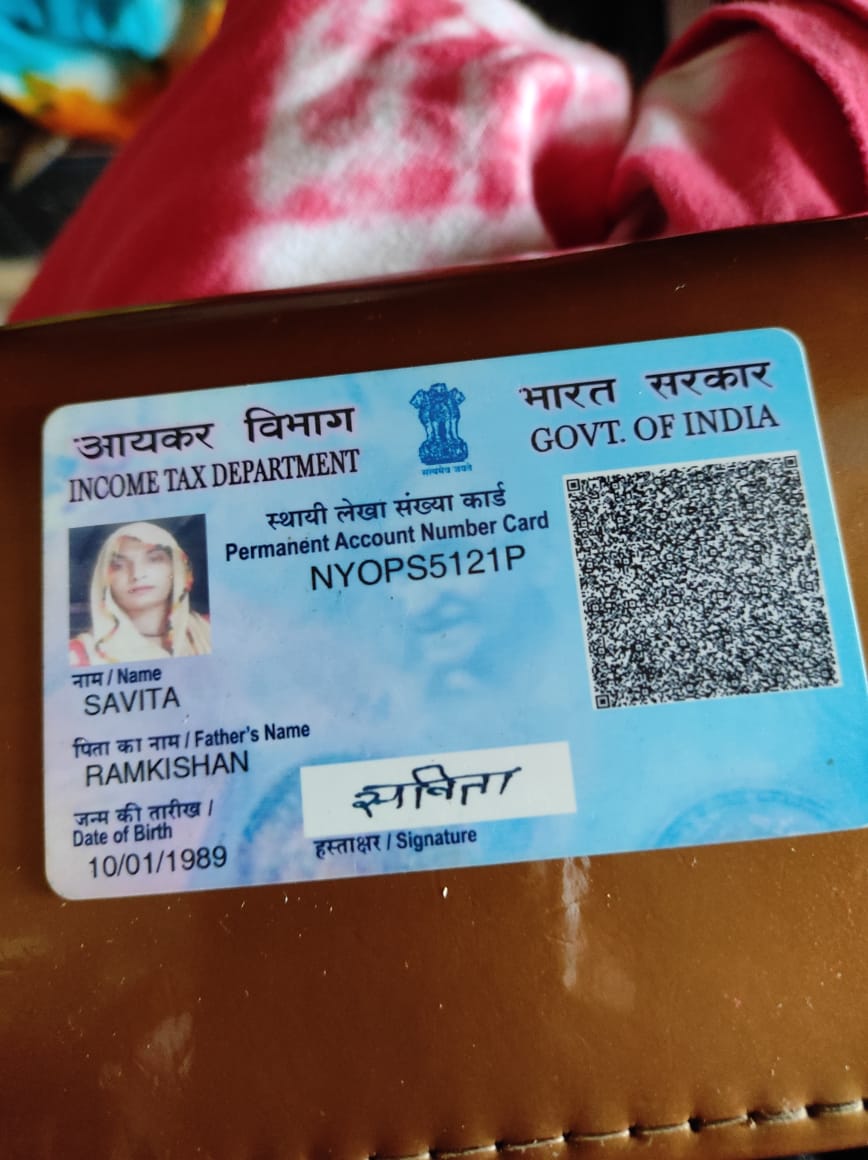 आयकर विभाग
INCOME TAX DEPARTMENT
सत्यमेव जयते
भारत सरकार
GOVT. OF INDIA
स्थायी लेखा संख्या कार्ड
Permanent Account Number Card
NYOPS5121P
नाम / Name
SAVITA
पिता का नाम / Father's Name
RAMKISHAN
जन्म की तारीख /
Date of Birth
10/01/1989
सविता
हस्ताक्षर / Signature